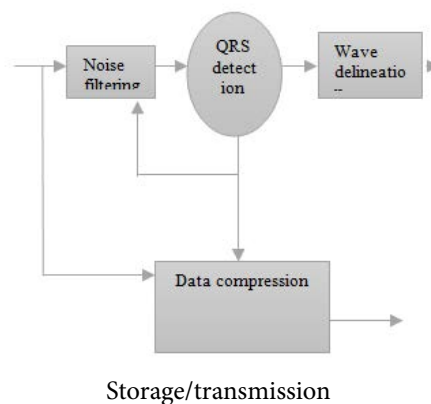 Noise
filtering
QRS
detect
ion
Wave
delineatio
Data compression
Storage/transmission